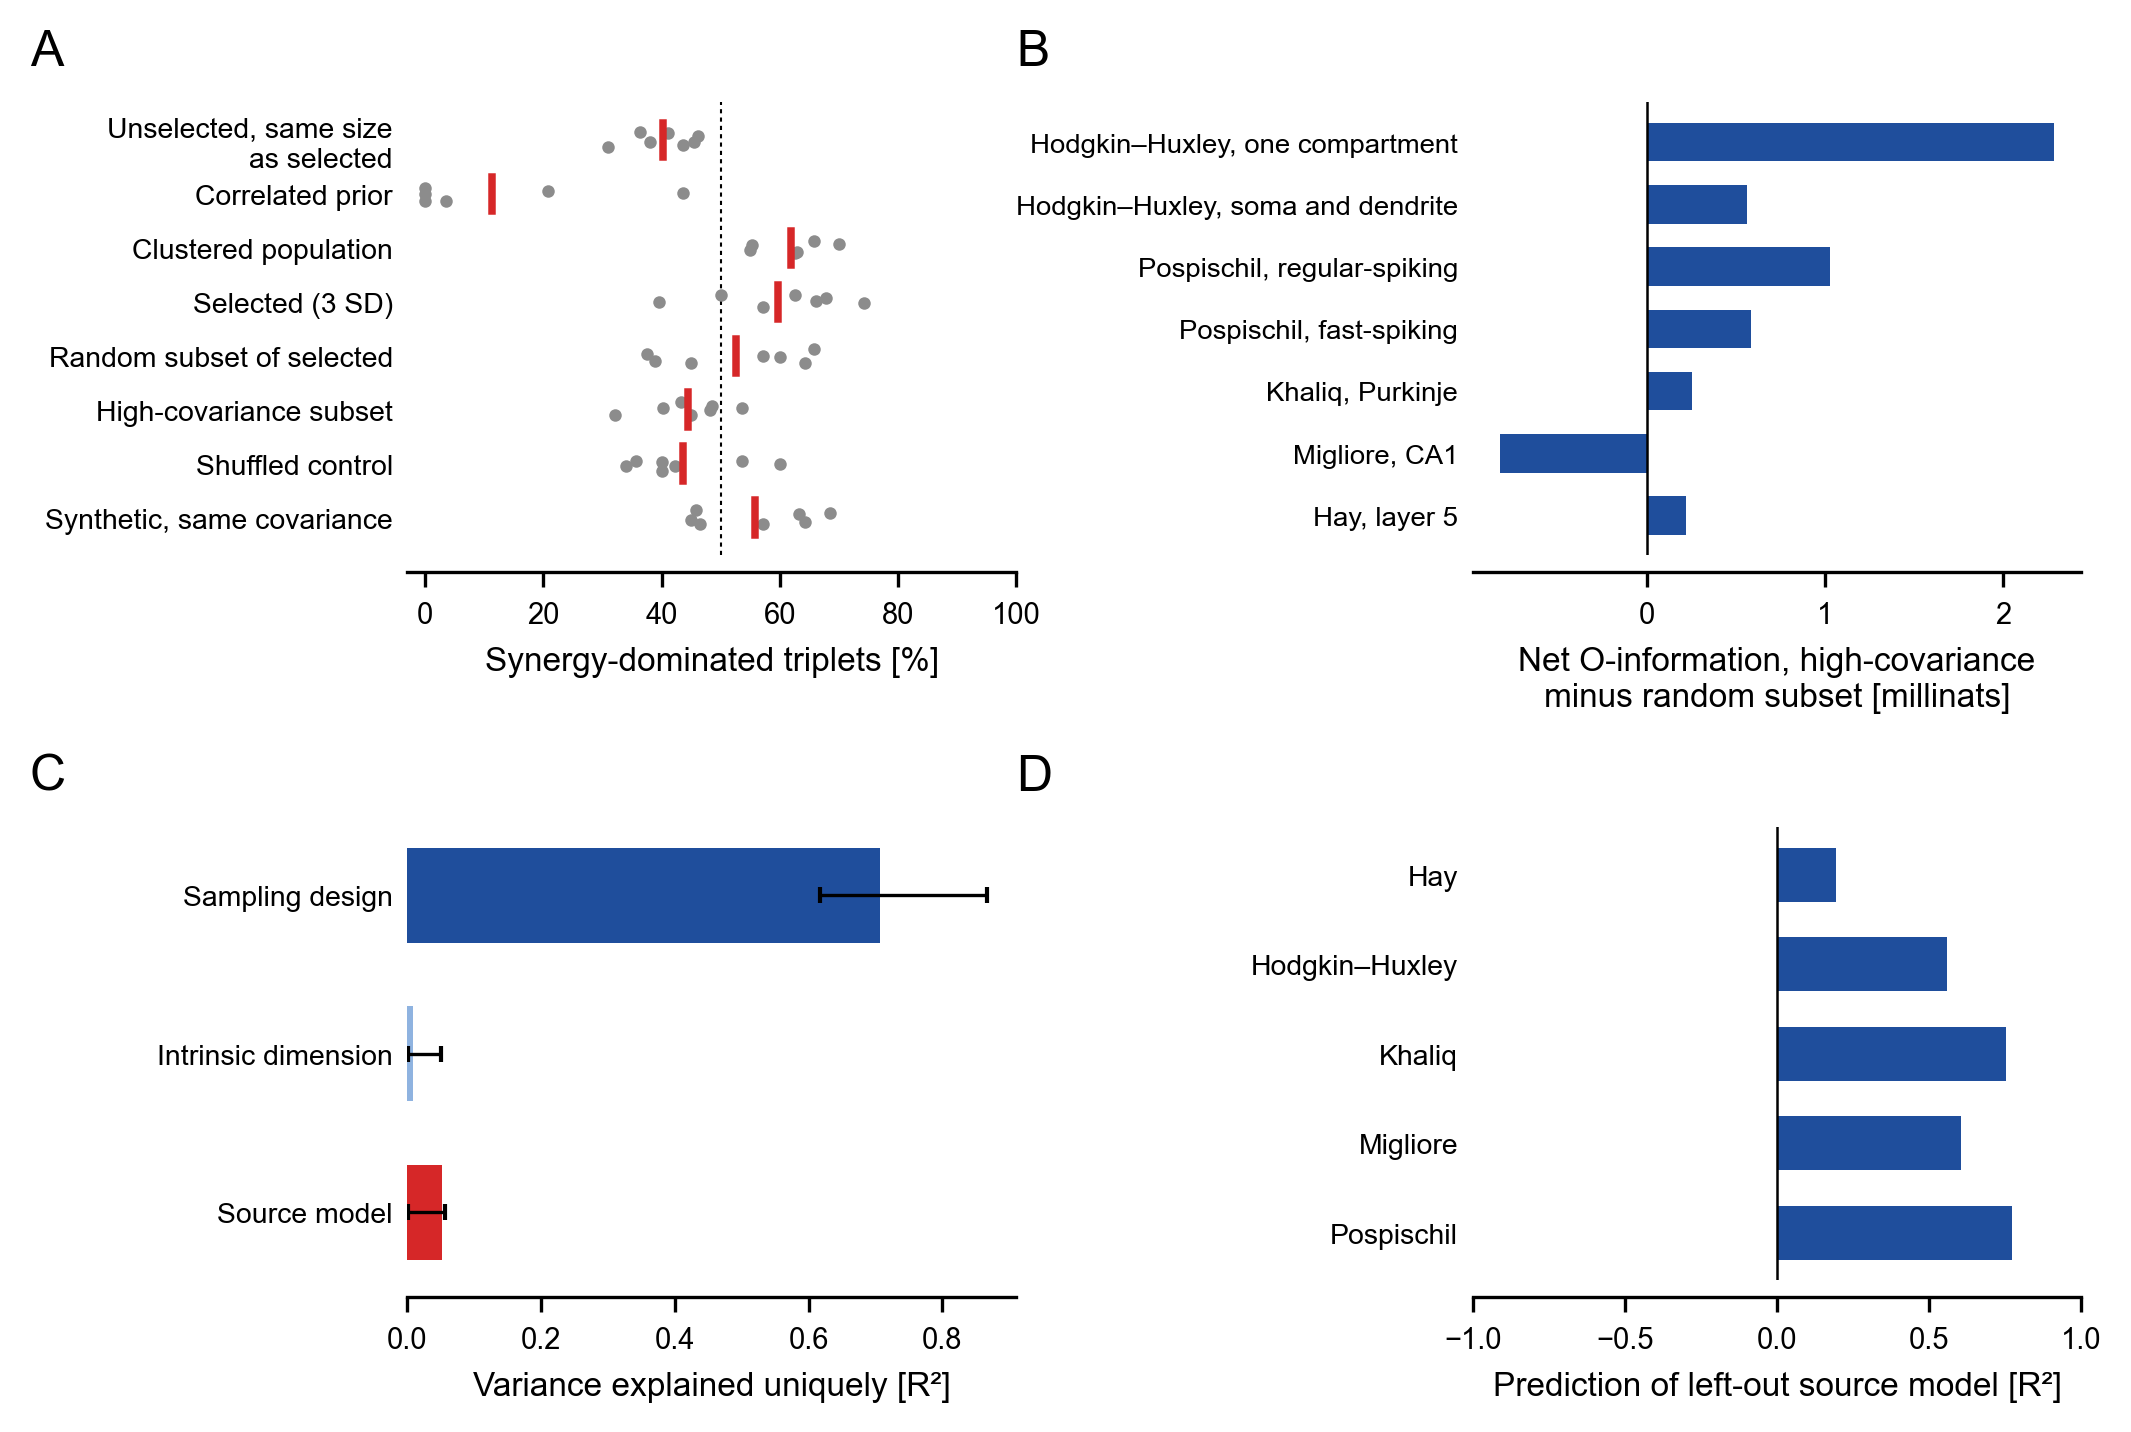 A
Unselected, same size
as selected
Correlated prior
Clustered population
Selected (3 SD)
Random subset of selected
High-covariance subset
Shuffled control
Synthetic, same covariance
0 20 40 60 80 100
Synergy-dominated triplets [%]
B
Hodgkin–Huxley, one compartment
Hodgkin–Huxley, soma and dendrite
Pospischil, regular-spiking
Pospischil, fast-spiking
Khaliq, Purkinje
Migliore, CA1
Hay, layer 5
0 1 2
Net O-information, high-covariance
minus random subset [millinats]
C
Sampling design
Intrinsic dimension
Source model
0.0 0.2 0.4 0.6 0.8
Variance explained uniquely [R²]
D
Hay
Hodgkin–Huxley
Khaliq
Migliore
Pospischil
−1.0 −0.5 0.0 0.5 1.0
Prediction of left-out source model [R²]